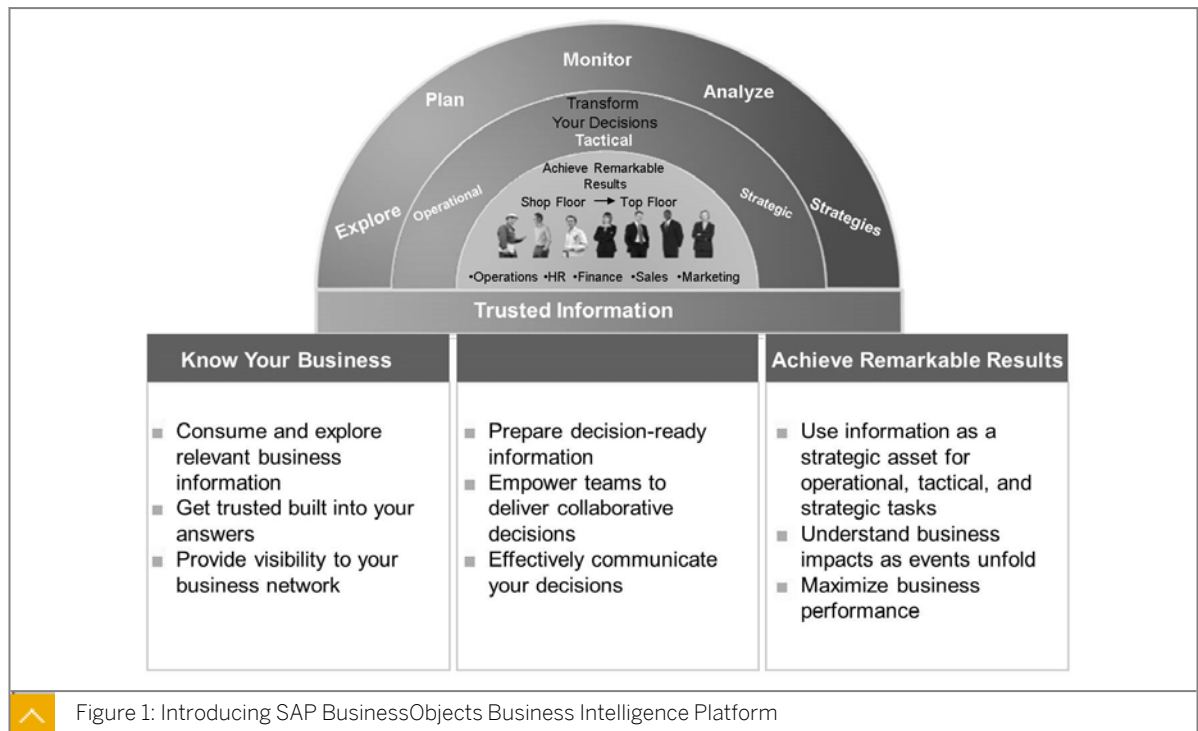 Monitor
Plan
Analyze
Transform
Your Decisions
Tactical
Achieve Remarkable
Results
Explore
Operational
Shop Floor → Top Floor
Strategic
Strategies
•Operations •HR •Finance •Sales •Marketing
Trusted Information
Know Your Business
Consume and explore
relevant business
information
Get trusted built into your
answers
Provide visibility to your
business network
Prepare decision-ready
information
Empower teams to
deliver collaborative
decisions
Effectively communicate
your decisions
Achieve Remarkable Results
Use information as a
strategic asset for
operational, tactical, and
strategic tasks
Understand business
impacts as events unfold
Maximize business
performance
Figure 1: Introducing SAP BusinessObjects Business Intelligence Platform